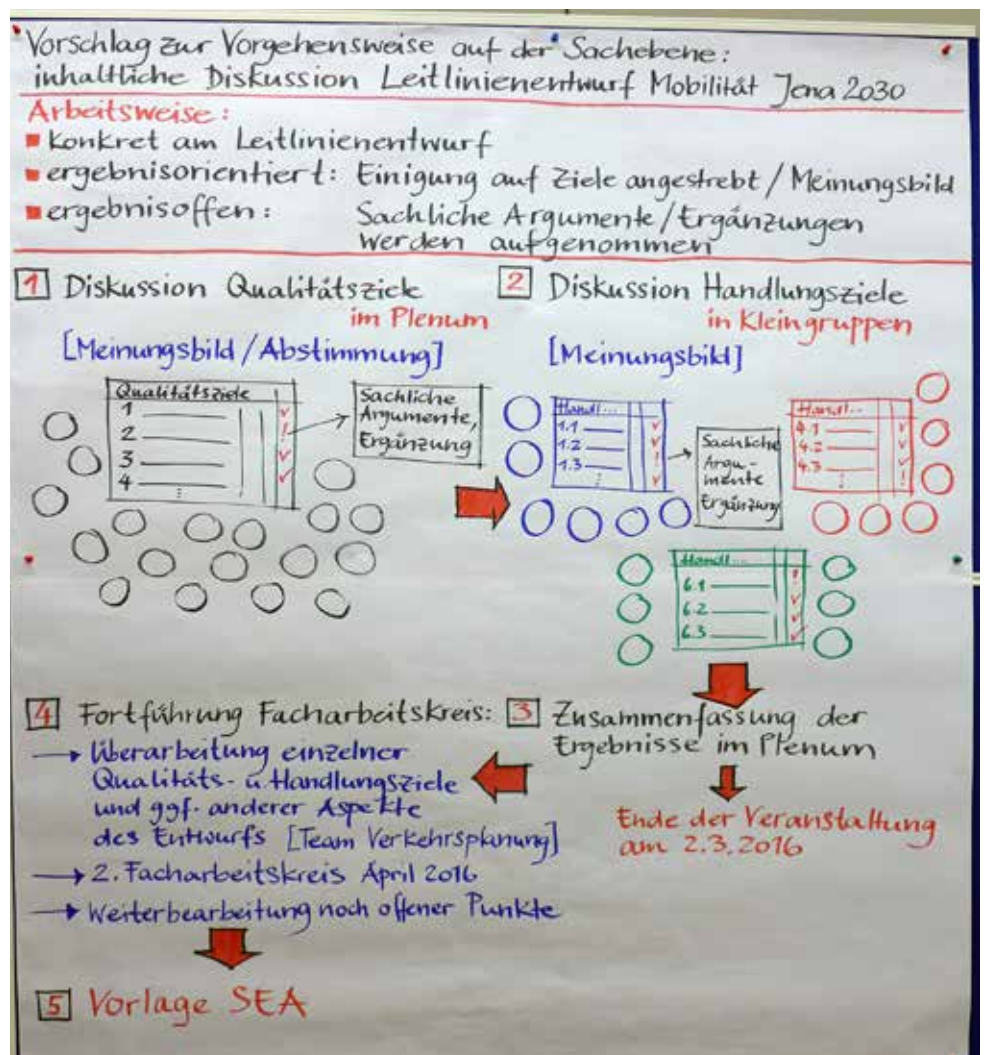 Vorschlag zur Vorgehensweise auf der Sachebene:
inhaltliche Diskussion Leitlinienentwurf Mobilität Jena 2030
Arbeitsweise:
konkret am Leitlinienentwurf
ergebnisorientiert: Einigung auf Ziele angestrebt / Meinungsbild
ergebnisoffen: Sachliche Argumente / Ergänzungen
werden aufgenommen
1 Diskussion Qualitätsziele
im Plenum
[Meinungsbild / Abstimmung]
Qualitätsziele
1
2
3
4
Sachliche
Argumente,
Ergänzung
2 Diskussion Handlungsziele
in Kleingruppen
[Meinungsbild]
Handl...
1.1
1.2
1.3
Sachliche
Argu-
mente
Ergänzung
Handl...
4.1
4.2
4.3
Handl...
6.1
6.2
6.3
3 Zusammenfassung der
Ergebnisse im Plenum
Ende der Veranstaltung
am 2.3.2016
4 Fortführung Facharbeitskreis:
→ Überarbeitung einzelner
Qualitäts- u. Handlungsziele
und ggf. anderer Aspekte
des Entwurfs [Team Verkehrsplanung]
→ 2. Facharbeitskreis April 2016
→ Weiterbearbeitung noch offener Punkte
5 Vorlage SEA